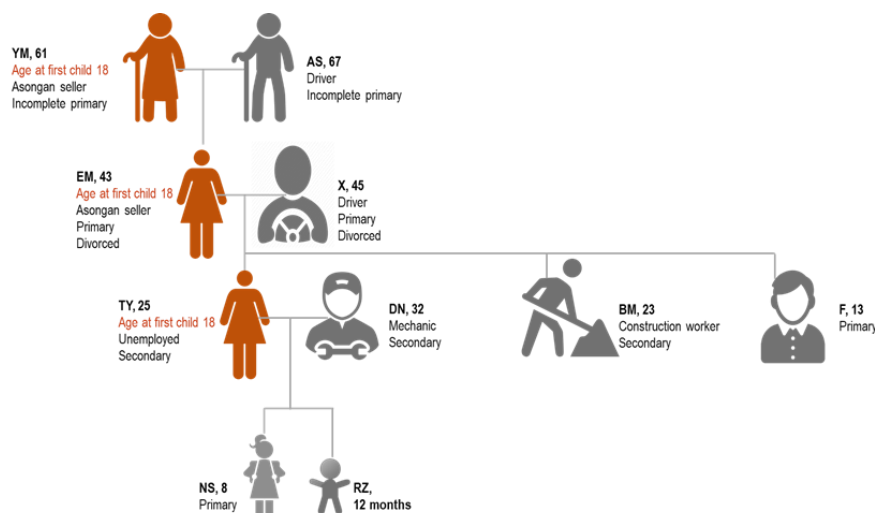 YM, 61
Age at first child 18
Asongan seller
Incomplete primary
AS, 67
Driver
Incomplete primary
EM, 43
Age at first child 18
Asongan seller
Primary
Divorced
X, 45
Driver
Primary
Divorced
TY, 25
Age at first child 18
Unemployed
Secondary
DN, 32
Mechanic
Secondary
BM, 23
Construction worker
Secondary
F, 13
Primary
NS, 8
Primary
RZ,
12 months